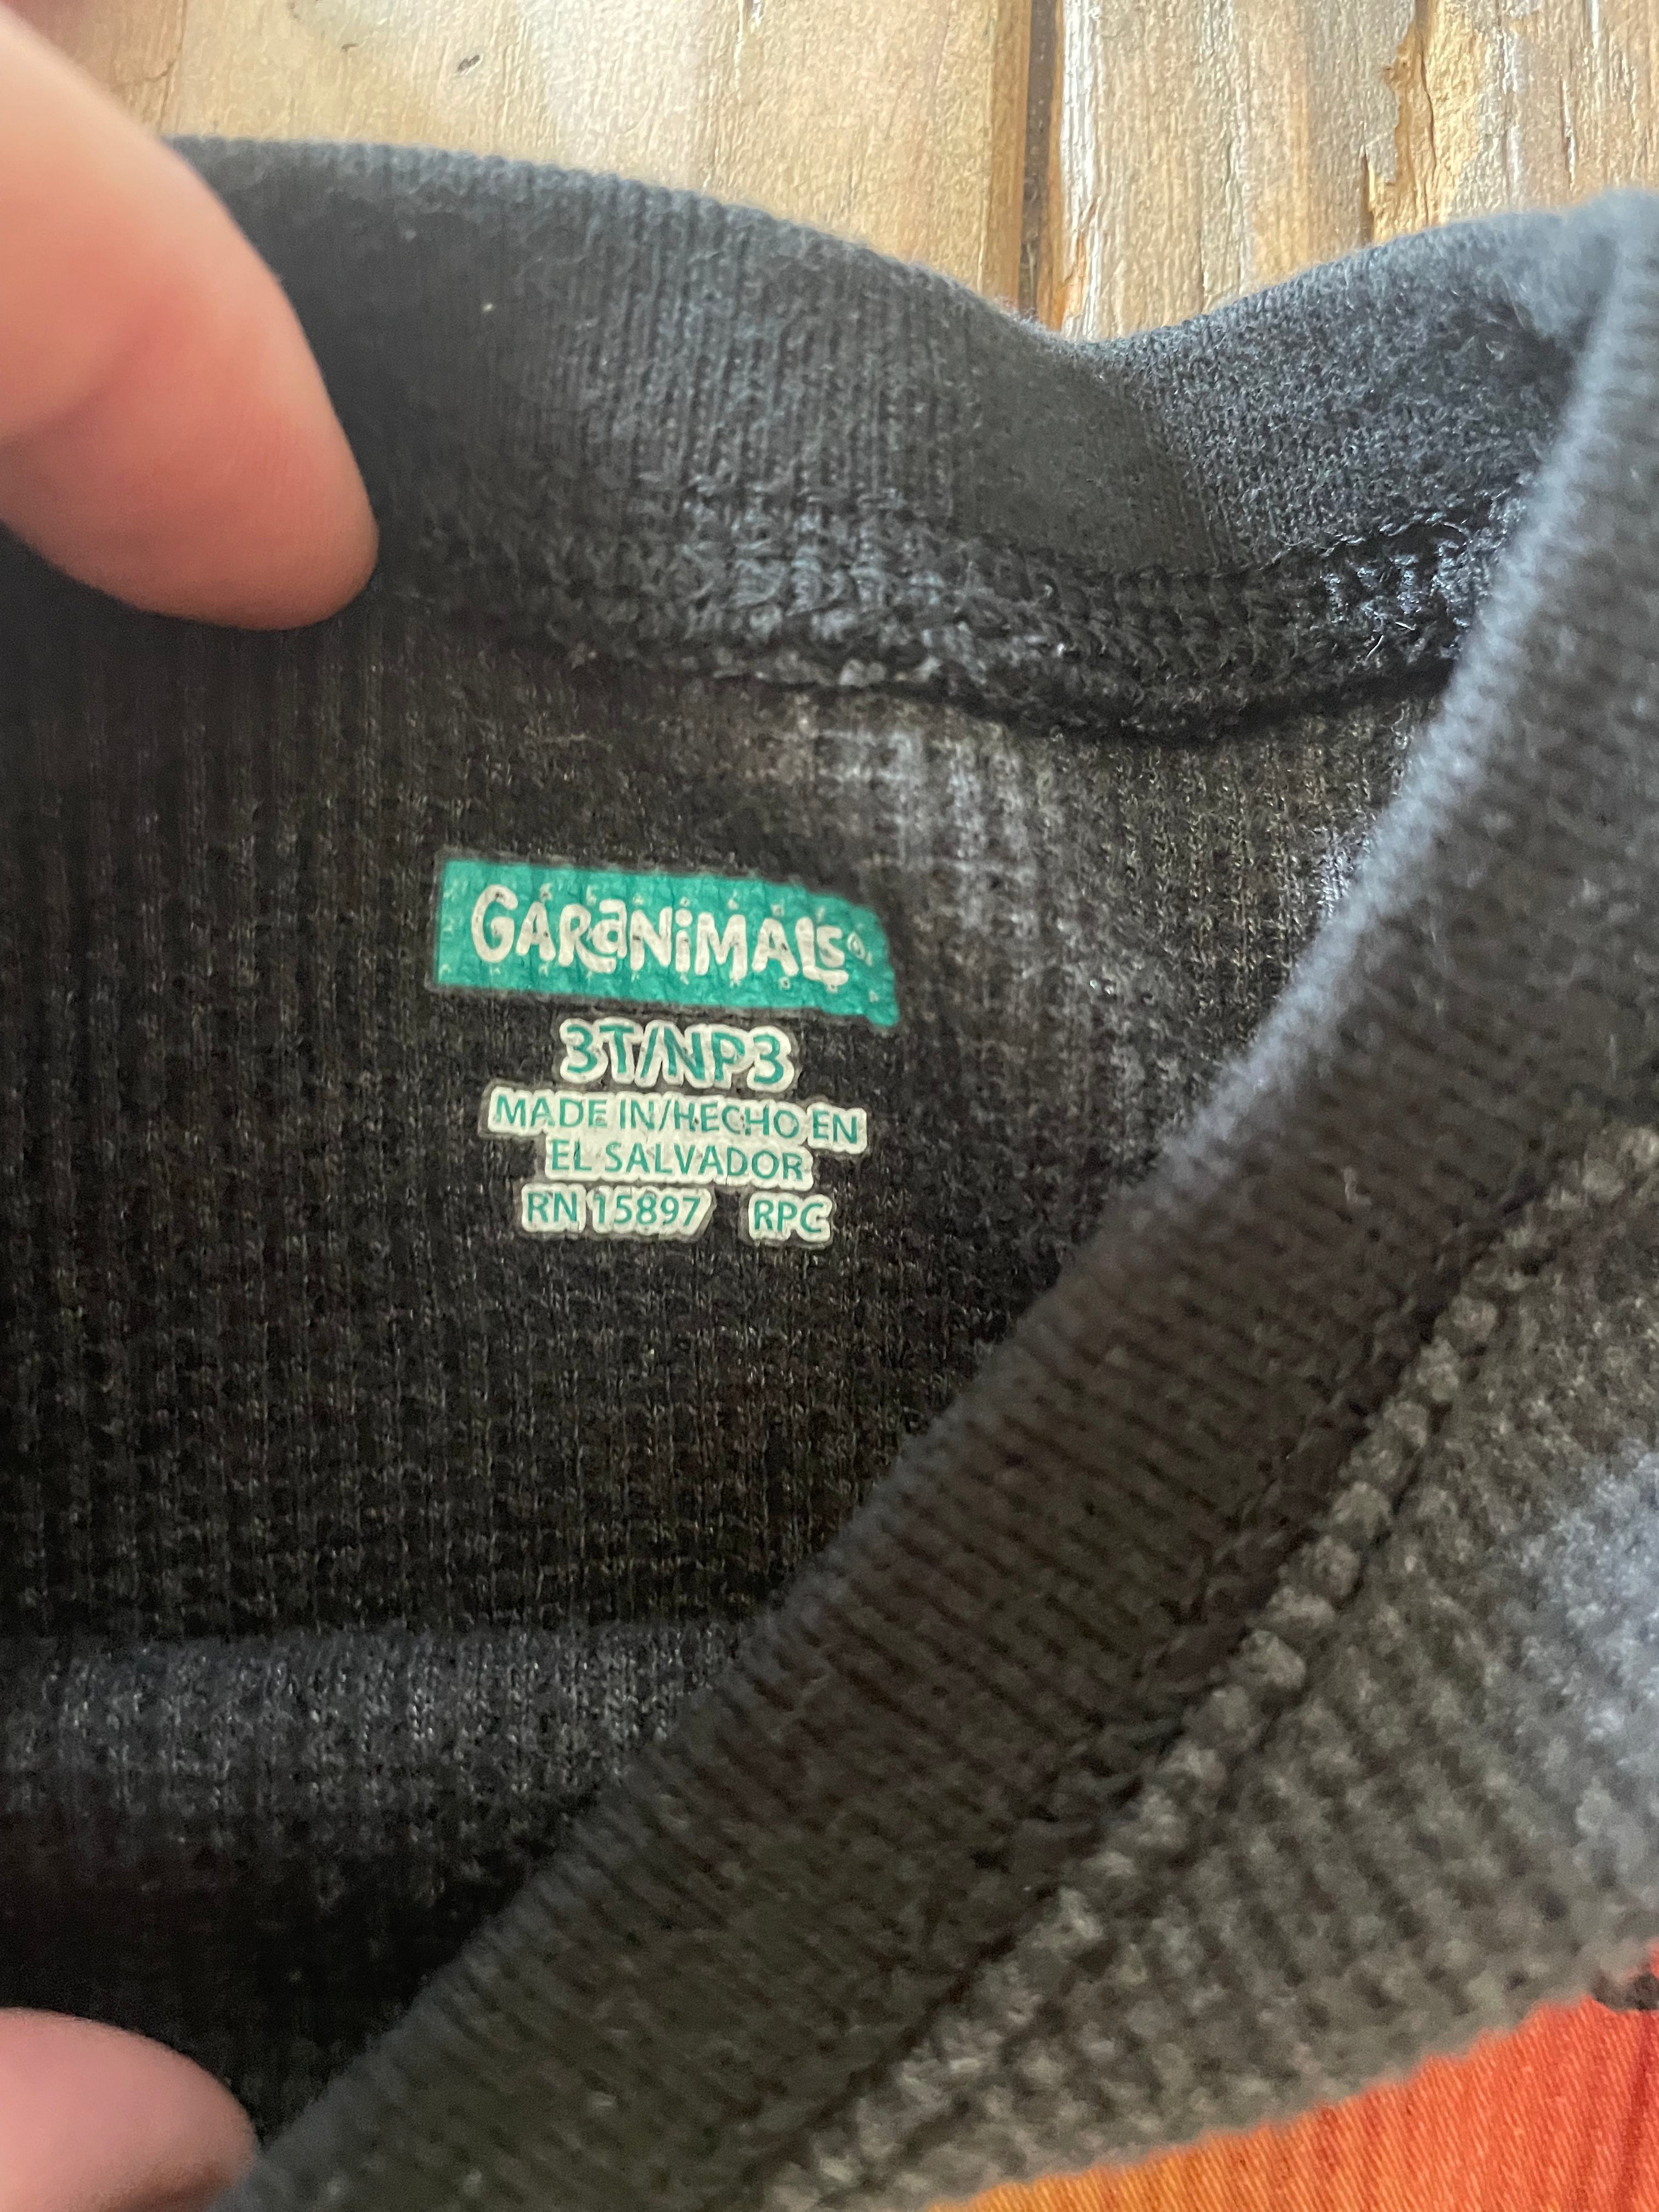 GARANIMALS®
3T/NP3
MADE IN/HECHO EN
EL SALVADOR
RN 15897 RPC